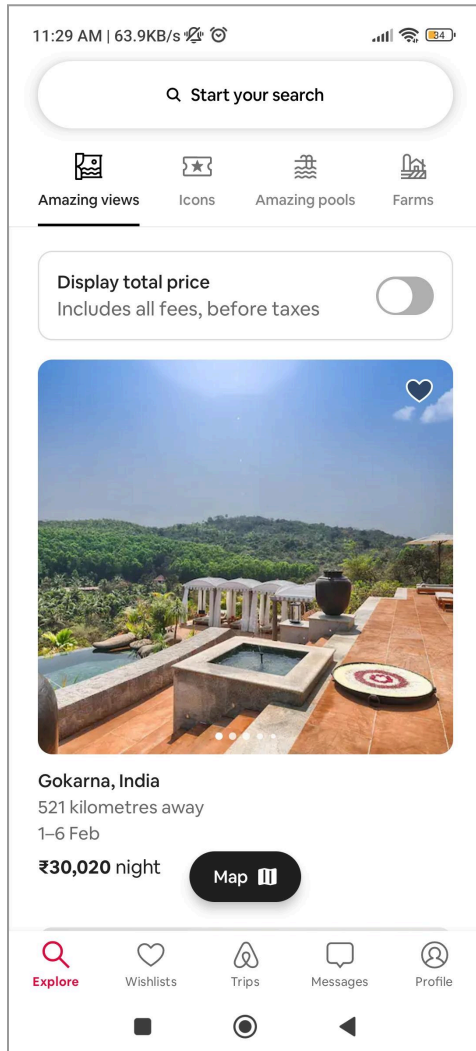 11:29 AM | 63.9KB/s
34
Start your search
Amazing views
Icons
Amazing pools
Farms
Display total price
Includes all fees, before taxes
Gokarna, India
521 kilometres away
1–6 Feb
₹30,020 night
Map
Explore
Wishlists
Trips
Messages
Profile